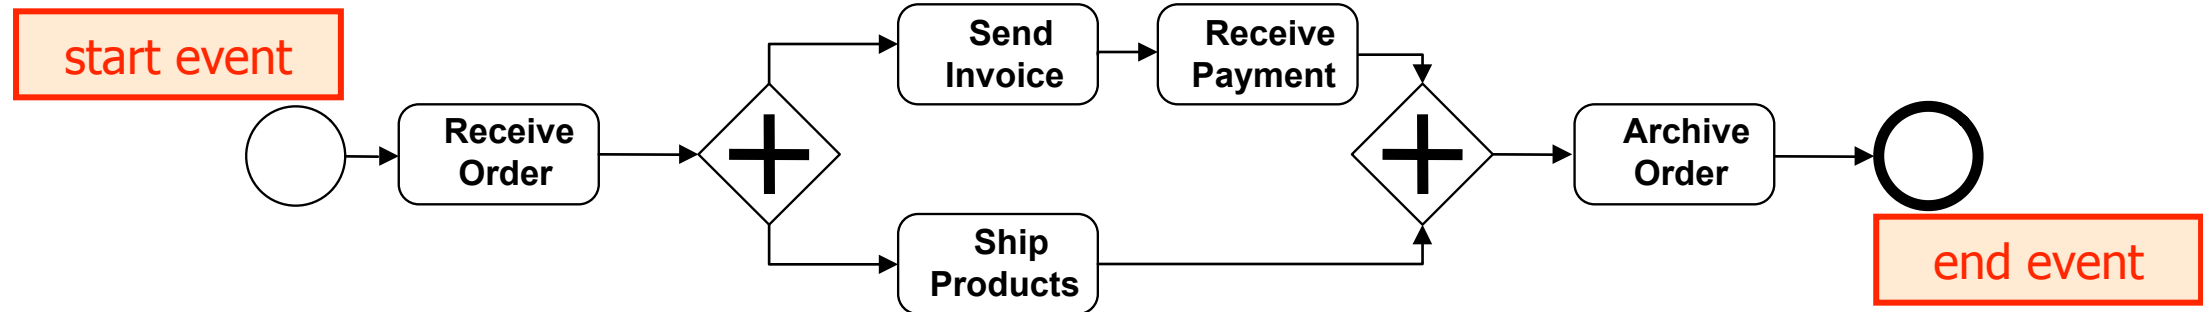 start event
Receive
Order
Send
Invoice
Receive
Payment
Ship
Products
Archive
Order
end event